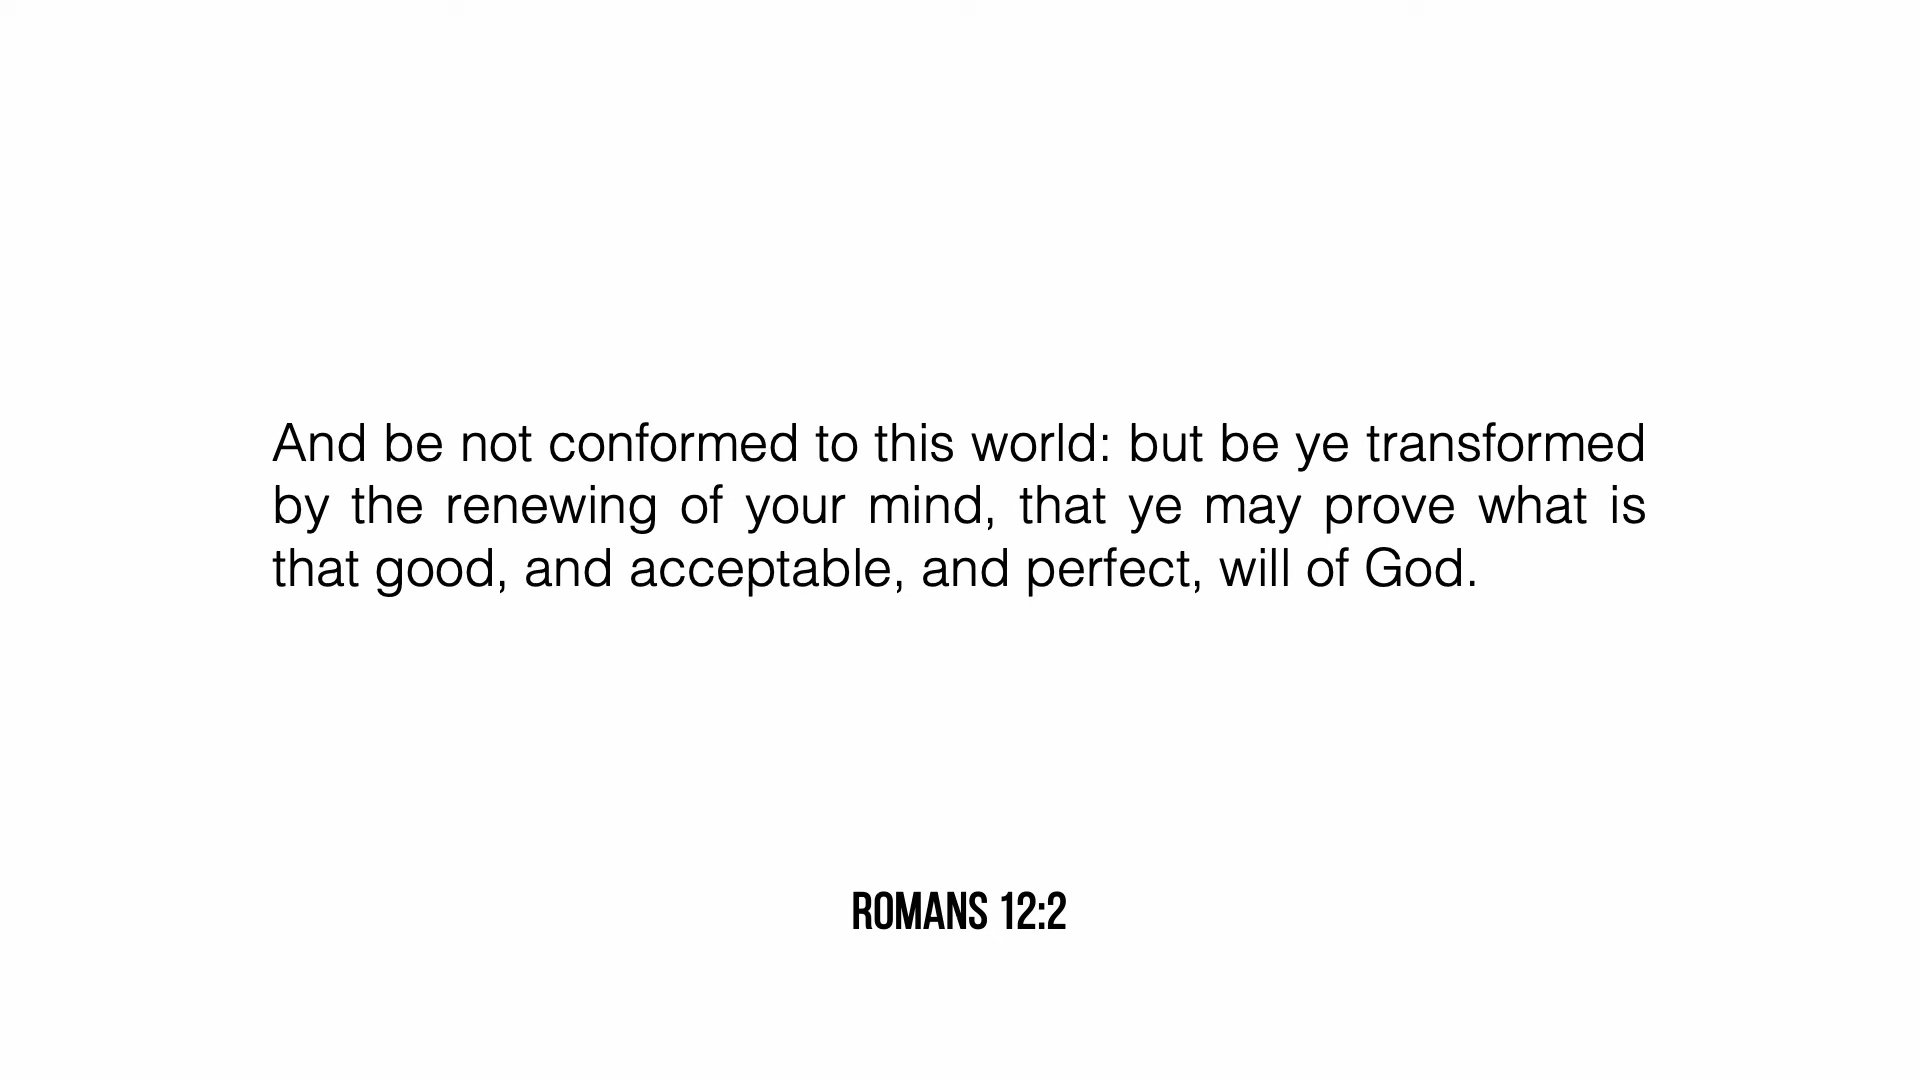 And be not conformed to this world: but be ye transformed
by the renewing of your mind, that ye may prove what is
that good, and acceptable, and perfect, will of God.
ROMANS 12:2